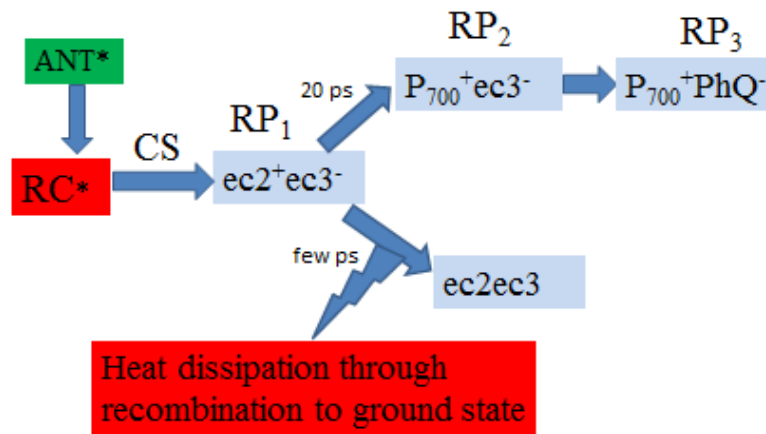 ANT*
RC*
CS
RP₁
ec2⁺ec3⁻
20 ps
RP₂
P₇₀₀⁺ec3⁻
RP₃
P₇₀₀⁺PhQ⁻
few ps
ec2ec3
Heat dissipation through
recombination to ground state